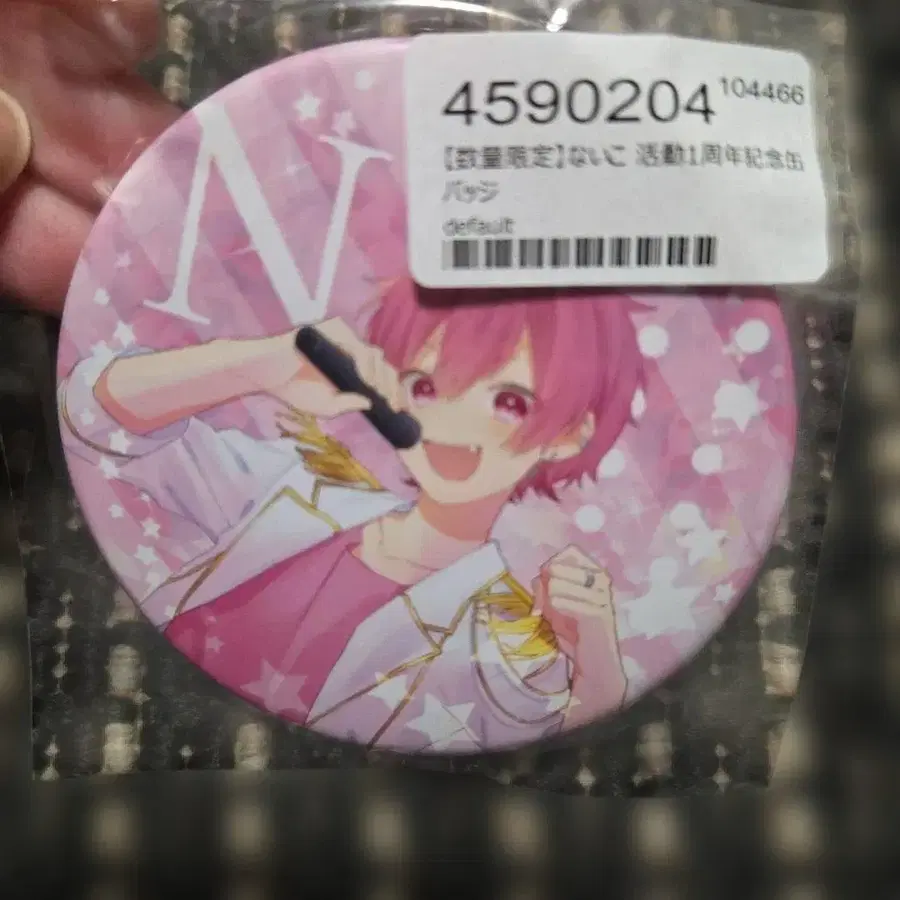 N
4590204 104466
【数量限定】ないこ 活動1周年記念缶
バッジ
default